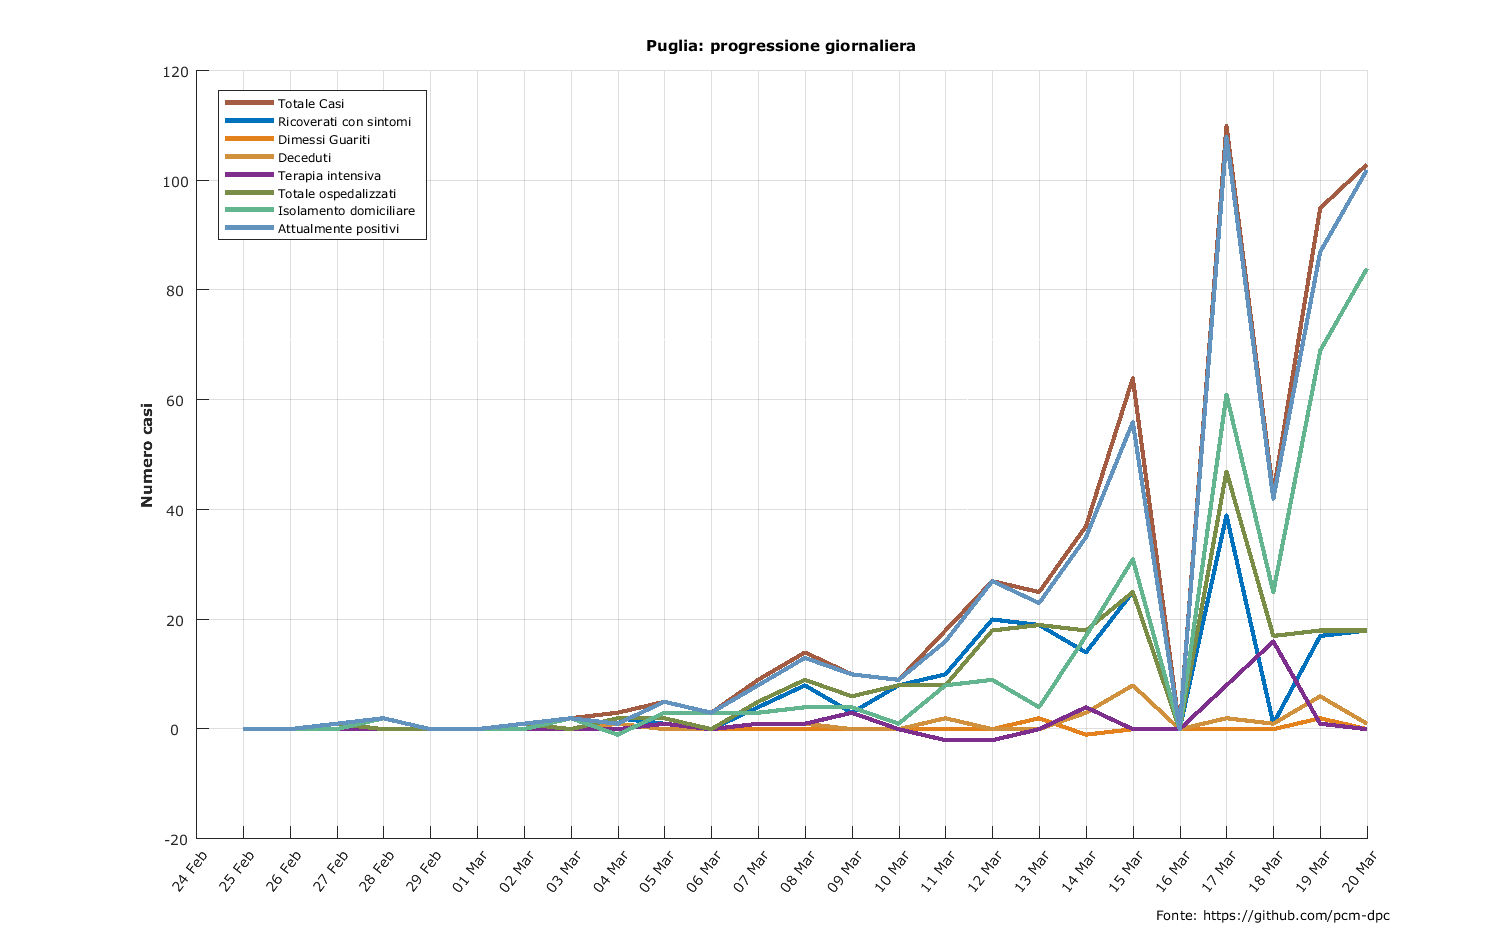 Puglia: progressione giornaliera
120
100
80
60
40
20
0
-20
Numero casi
Totale Casi
Ricoverati con sintomi
Dimessi Guariti
Deceduti
Terapia intensiva
Totale ospedalizzati
Isolamento domiciliare
Attualmente positivi
24 Feb
25 Feb
26 Feb
27 Feb
28 Feb
29 Feb
01 Mar
02 Mar
03 Mar
04 Mar
05 Mar
06 Mar
07 Mar
08 Mar
09 Mar
10 Mar
11 Mar
12 Mar
13 Mar
14 Mar
15 Mar
16 Mar
17 Mar
18 Mar
19 Mar
20 Mar
Fonte: https://github.com/pcm-dpc